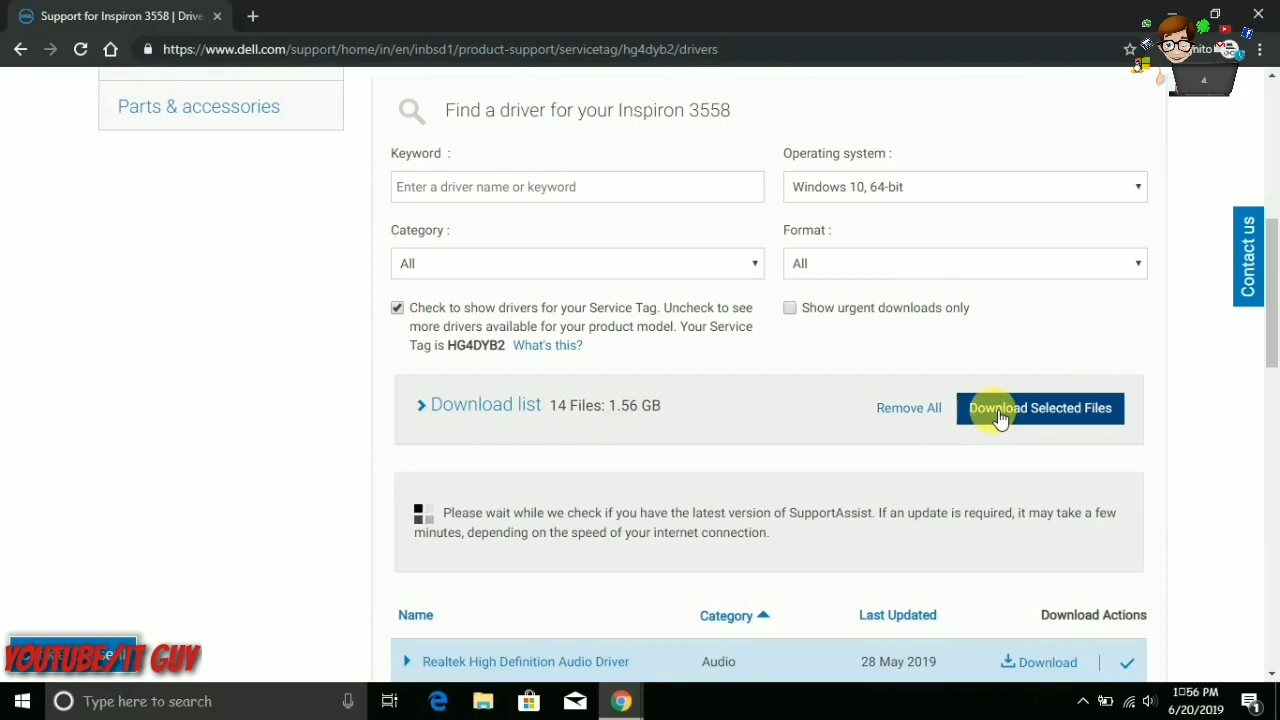 Support for Inspiron 3558 | Drive
https://www.dell.com/support/home/in/en/inbsd1/product-support/servicetag/hg4dyb2/drivers
Parts & accessories
Find a driver for your Inspiron 3558
Keyword :
Operating system :
Enter a driver name or keyword
Windows 10, 64-bit
Category :
Format :
All
All
Check to show drivers for your Service Tag. Uncheck to see
more drivers available for your product model. Your Service
Tag is HG4DYB2 What's this?
Show urgent downloads only
Contact us
Download list 14 Files: 1.56 GB
Remove All
Download Selected Files
Please wait while we check if you have the latest version of SupportAssist. If an update is required, it may take a few
minutes, depending on the speed of your internet connection.
Name
Category
Last Updated
Download Actions
Realtek High Definition Audio Driver
Audio
28 May 2019
Download
YOUTUBE/IT GUY
Type here to search
1:56 PM
6/20/2019